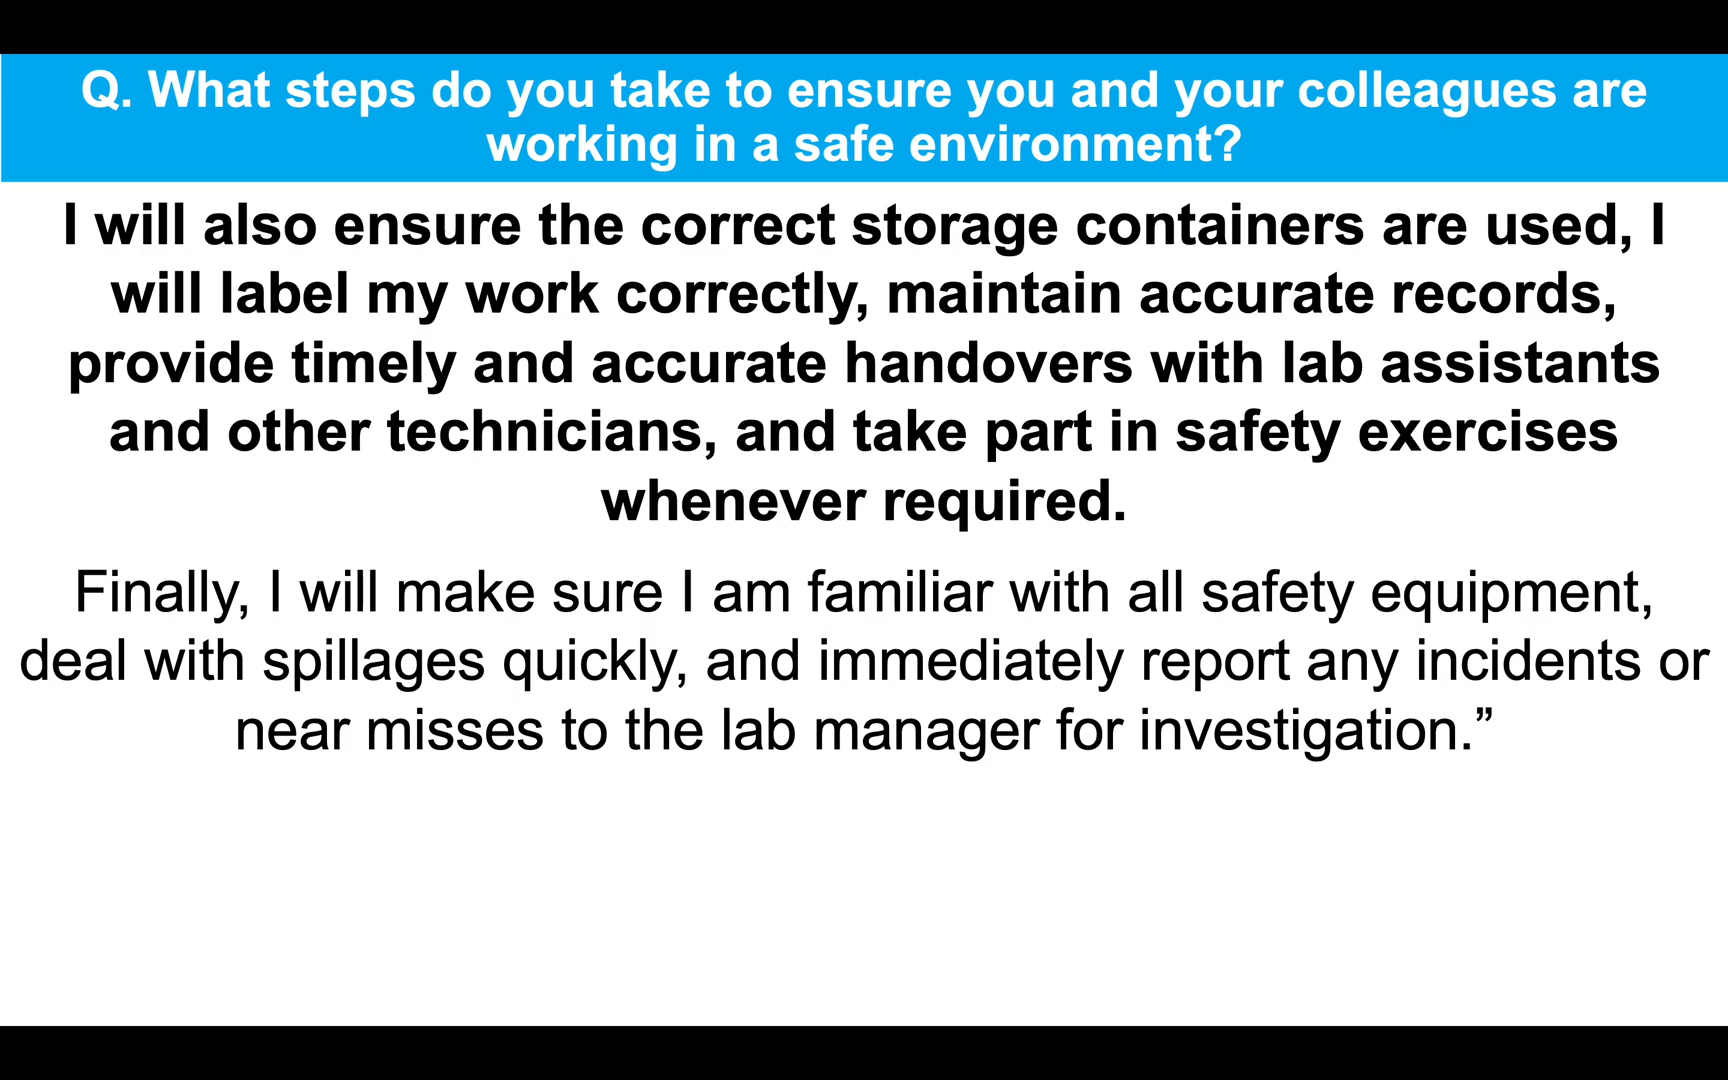 Q. What steps do you take to ensure you and your colleagues are
working in a safe environment?
I will also ensure the correct storage containers are used, I
will label my work correctly, maintain accurate records,
provide timely and accurate handovers with lab assistants
and other technicians, and take part in safety exercises
whenever required.
Finally, I will make sure I am familiar with all safety equipment,
deal with spillages quickly, and immediately report any incidents or
near misses to the lab manager for investigation.”